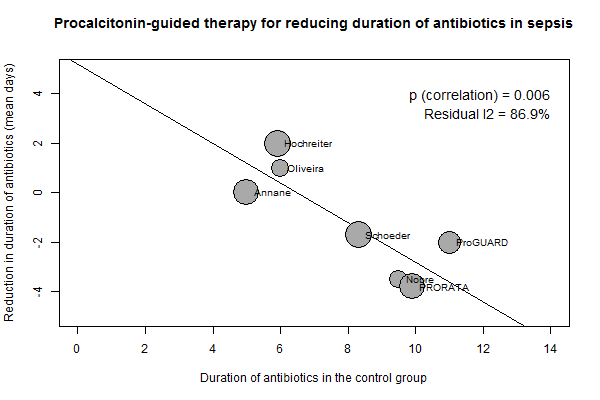 Procalcitonin-guided therapy for reducing duration of antibiotics in sepsis
p (correlation) = 0.006
Residual I2 = 86.9%
Reduction in duration of antibiotics (mean days)
4
2
0
-2
-4
Hochreiter
Oliveira
Annane
Schoeder
ProGUARD
Nobre
PRORATA
0 2 4 6 8 10 12 14
Duration of antibiotics in the control group